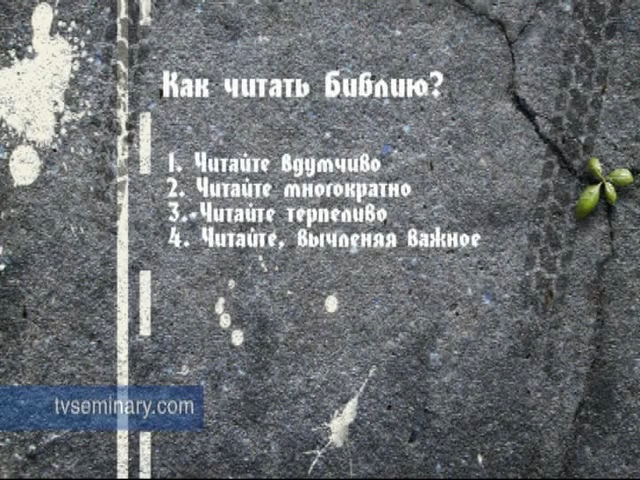 Как читать Библию?
1. Читайте вдумчиво
2. Читайте многократно
3. Читайте терпеливо
4. Читайте, вычленяя важное
tvseminary.com